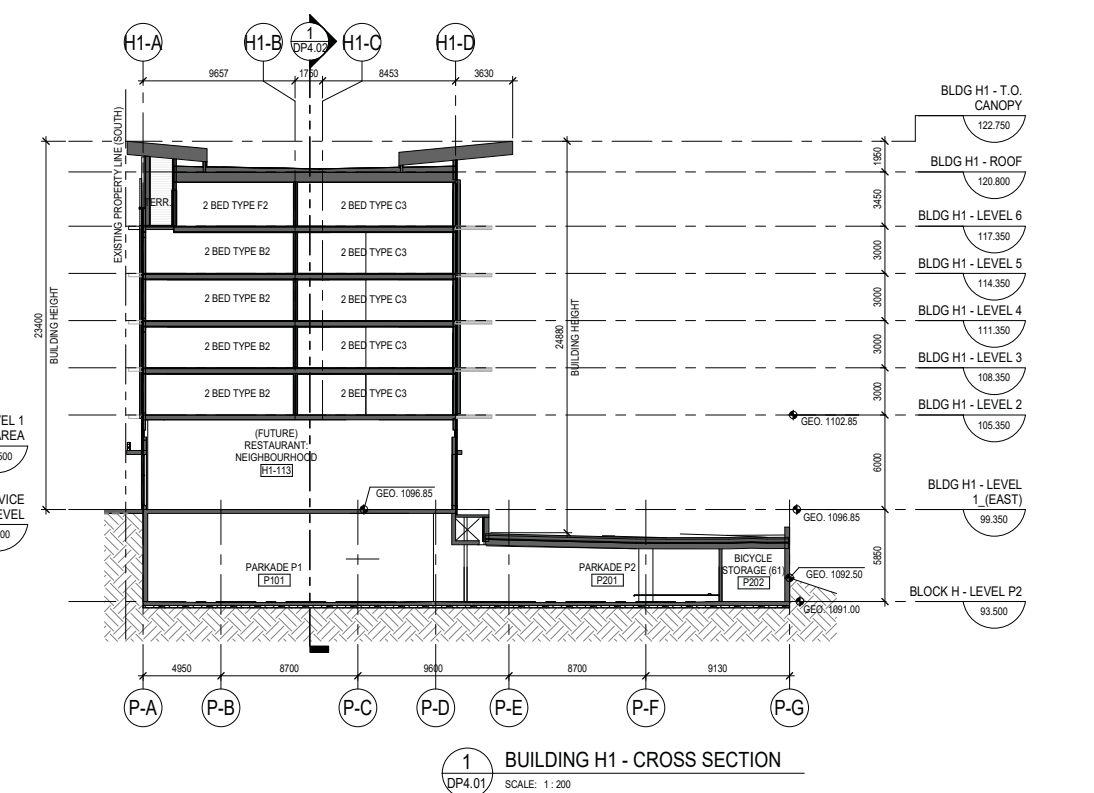 H1-A
H1-B
1
DP4.02
H1-C
H1-D
9657
1750
8453
3630
EXISTING PROPERTY LINE (SOUTH)
BLDG H1 - T.O.
CANOPY
122.750
1950
BLDG H1 - ROOF
120.800
3450
TERR.
2 BED TYPE F2
2 BED TYPE C3
BLDG H1 - LEVEL 6
117.350
3000
2 BED TYPE B2
2 BED TYPE C3
BLDG H1 - LEVEL 5
114.350
3000
2 BED TYPE B2
2 BED TYPE C3
BLDG H1 - LEVEL 4
111.350
23400
BUILDING HEIGHT
24880
BUILDING HEIGHT
3000
2 BED TYPE B2
2 BED TYPE C3
BLDG H1 - LEVEL 3
108.350
3000
2 BED TYPE B2
2 BED TYPE C3
BLDG H1 - LEVEL 2
105.350
GEO. 1102.85
EL 1
AREA
500
(FUTURE)
RESTAURANT:
NEIGHBOURHOOD
H1-113
6000
BLDG H1 - LEVEL
1_(EAST)
99.350
VICE
EVEL
00
GEO. 1096.85
GEO. 1096.85
5850
PARKADE P1
P101
PARKADE P2
P201
BICYCLE
STORAGE (61)
P202
GEO. 1092.50
GEO. 1091.00
BLOCK H - LEVEL P2
93.500
4950
8700
9600
8700
9130
P-A
P-B
P-C
P-D
P-E
P-F
P-G
1
DP4.01
BUILDING H1 - CROSS SECTION
SCALE: 1 : 200